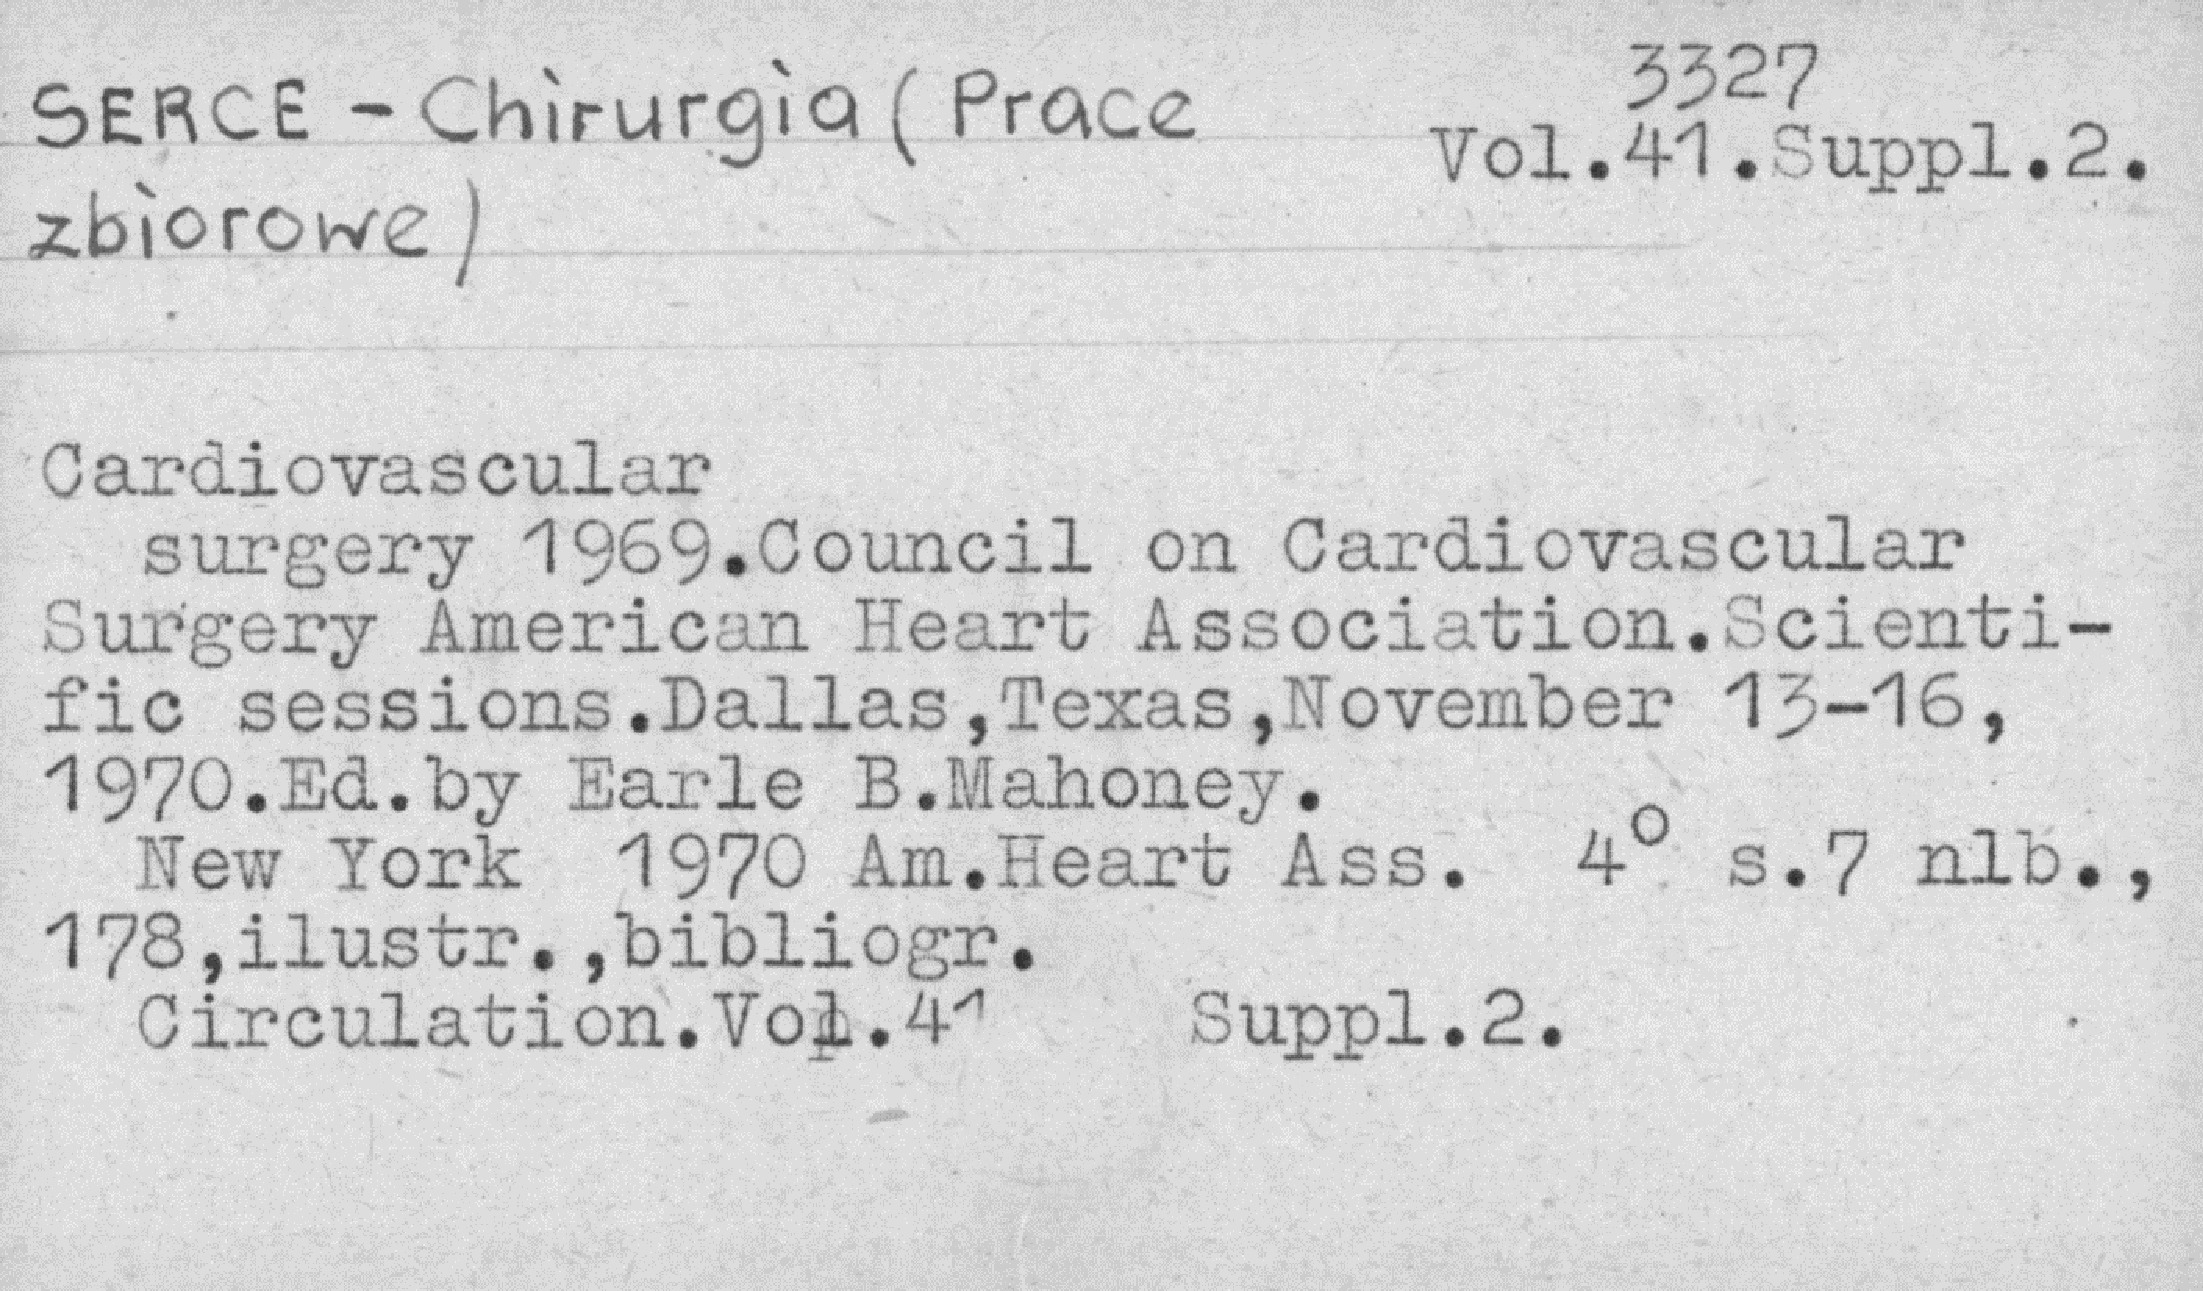 SERCE - Chirurgia (Prace
zbiorowe)
3327
Vol.41.Suppl.2.
Cardiovascular
surgery 1969.Council on Cardiovascular
Surgery American Heart Association.Scienti-
fic sessions.Dallas,Texas,November 13-16,
1970.Ed.by Earle B.Mahoney.
New York 1970 Am.Heart Ass. 4° s.7 nlb.,
178,ilustr.,bibliogr.
Circulation.Vol.41 Suppl.2.